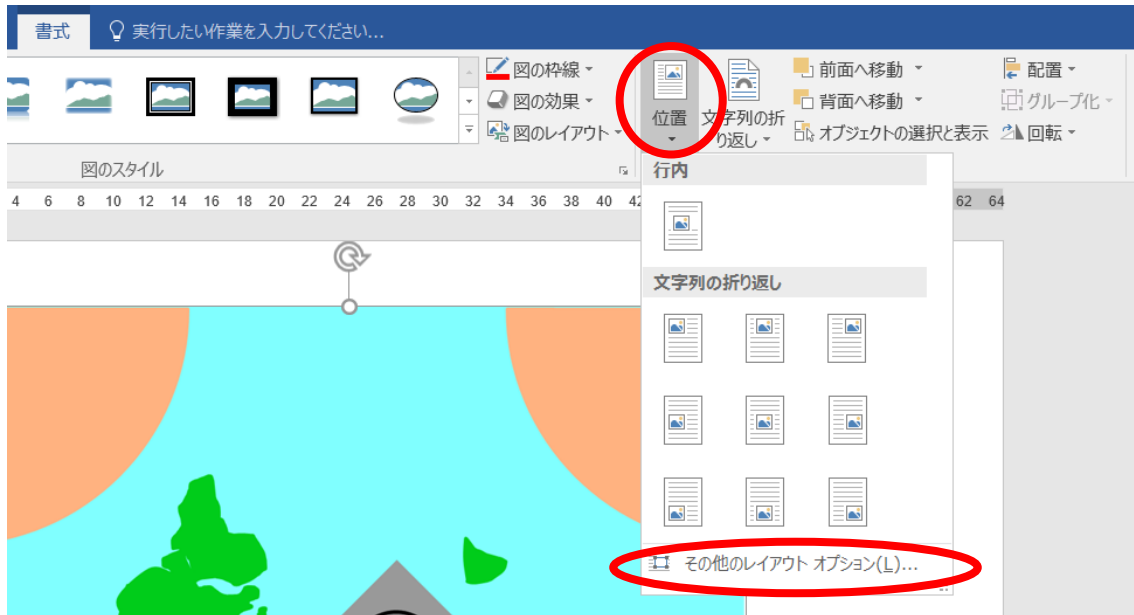 書式
実行したい作業を入力してください...
図の枠線
図の効果
図のレイアウト
図のスタイル
位置
文字列の折
り返し
前面へ移動
背面へ移動
オブジェクトの選択と表示
配置
グループ化
回転
4 6 8 10 12 14 16 18 20 22 24 26 28 30 32 34 36 38 40 62 64
行内
文字列の折り返し
その他のレイアウト オプション(L)...